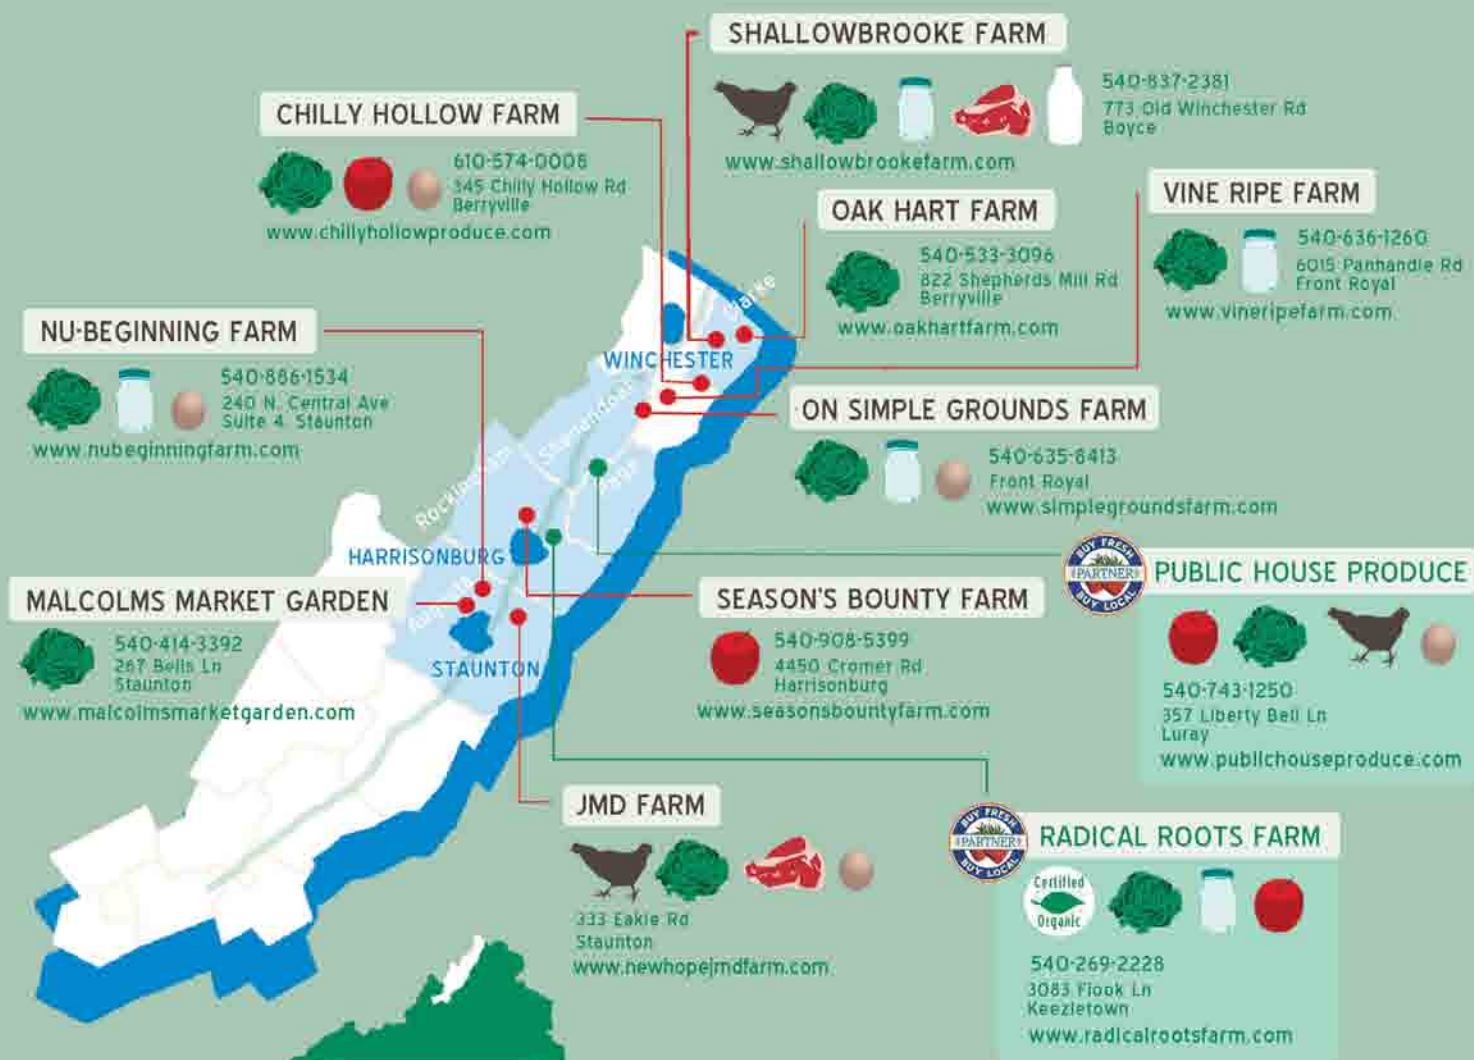 SHALLOWBROOKE FARM
540-837-2381
773 Old Winchester Rd
Boyce
www.shallowbrookefarm.com
CHILLY HOLLOW FARM
610-574-0008
345 Chilly Hollow Rd
Berryville
www.chillyhollowproduce.com
OAK HART FARM
540-533-3096
822 Shepherds Mill Rd
Berryville
www.oakhartfarm.com
VINE RIPE FARM
540-636-1260
6015 Panhandle Rd
Front Royal
www.vineripefarm.com
NU-BEGINNING FARM
540-886-1534
240 N. Central Ave
Suite 4 Staunton
www.nubeginningfarm.com
Clarke
WINCHESTER
Shenandoah
Page
Rockingham
HARRISONBURG
Augusta
STAUNTON
ON SIMPLE GROUNDS FARM
540-635-8413
Front Royal
www.simplegroundsfarm.com
MALCOLMS MARKET GARDEN
540-414-3392
267 Bells Ln
Staunton
www.malcolmsmarketgarden.com
SEASON'S BOUNTY FARM
540-908-5399
4450 Cromer Rd
Harrisonburg
www.seasonsbountyfarm.com
BUY FRESH
PARTNER
BUY LOCAL
PUBLIC HOUSE PRODUCE
540-743-1250
357 Liberty Bell Ln
Luray
www.publichouseproduce.com
JMD FARM
333 Eakle Rd
Staunton
www.newhopejmdfarm.com
BUY FRESH
PARTNER
BUY LOCAL
RADICAL ROOTS FARM
Certified
Organic
540-269-2228
3083 Flook Ln
Keezletown
www.radicalrootsfarm.com